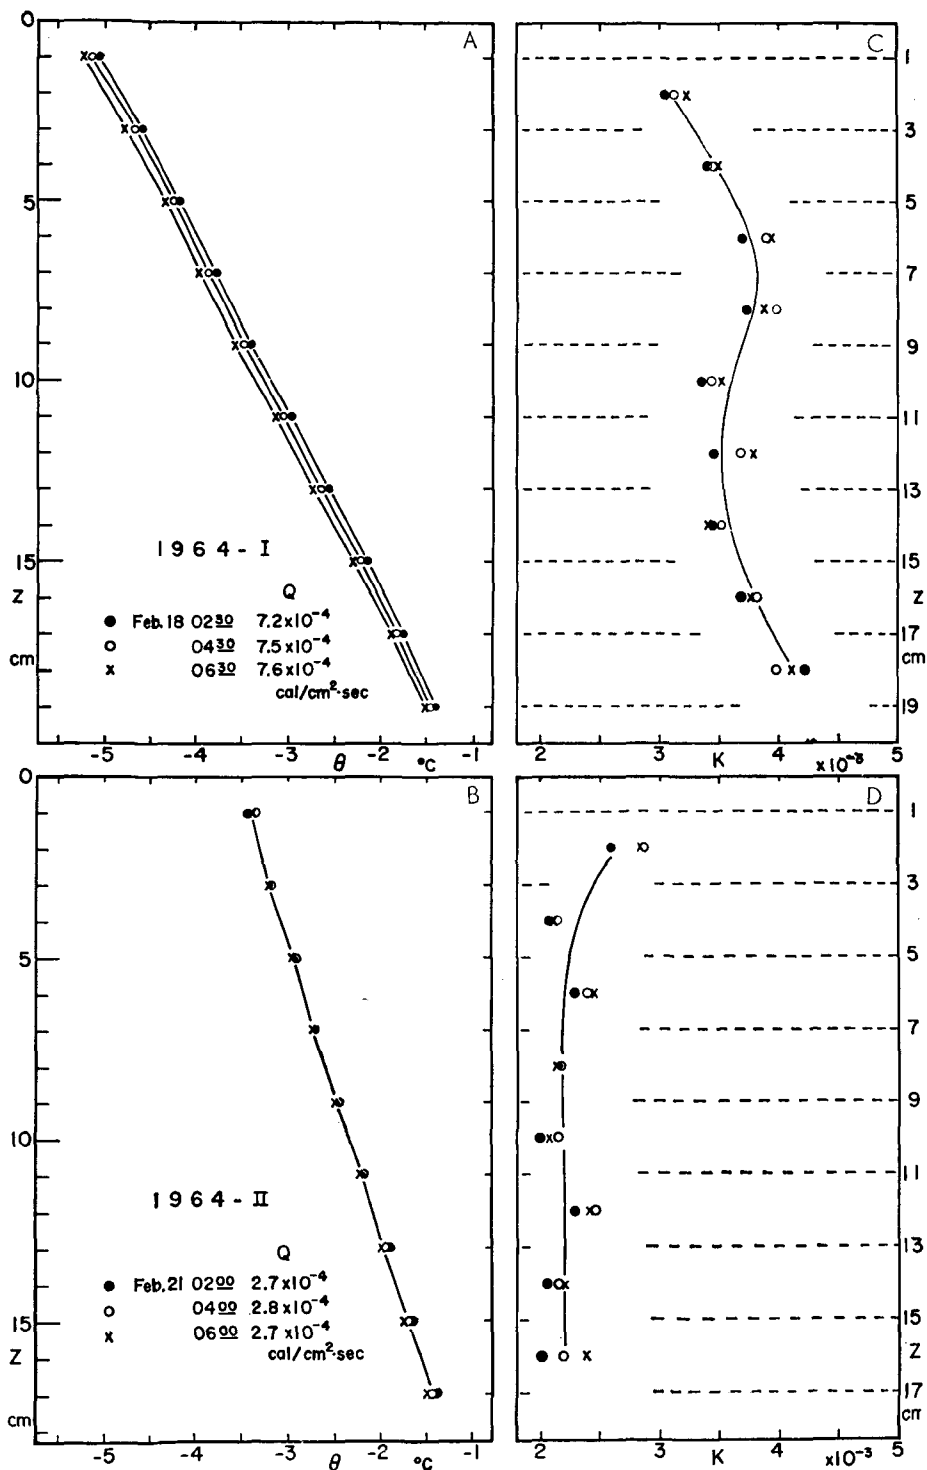 0
5
10
15
Z
cm
A
1964-I
Q
● Feb.18 02 30 7.2x10⁻⁴
○ 04 30 7.5x10⁻⁴
x 06 30 7.6x10⁻⁴
cal/cm²·sec
-5 -4 -3 θ -2 °C -1
C
1
3
5
7
9
11
13
15
Z
17
cm
19
2 3 K 4 x10⁻³ 5
0
5
10
15
Z
cm
B
1964-II
Q
● Feb.21 02 00 2.7x10⁻⁴
○ 04 00 2.8x10⁻⁴
x 06 00 2.7x10⁻⁴
cal/cm²·sec
-5 -4 -3 θ -2 °C -1
D
1
3
5
7
9
11
13
15
Z
17
2 3 K 4 x10⁻³ 5